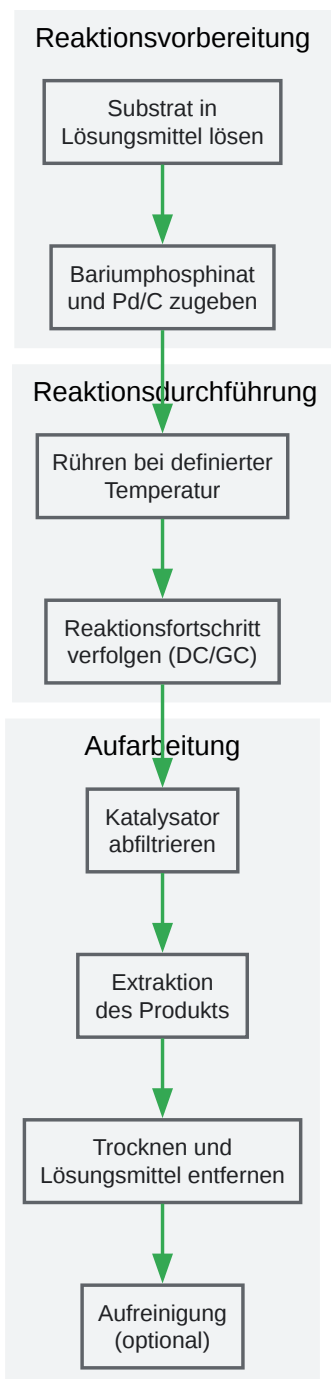 Reaktionsvorbereitung
Substrat in
Lösungsmittel lösen
Bariumphosphinat
und Pd/C zugeben
Reaktionsdurchführung
Rühren bei definierter
Temperatur
Reaktionsfortschritt
verfolgen (DC/GC)
Aufarbeitung
Katalysator
abfiltrieren
Extraktion
des Produkts
Trocknen und
Lösungsmittel entfernen
Aufreinigung
(optional)